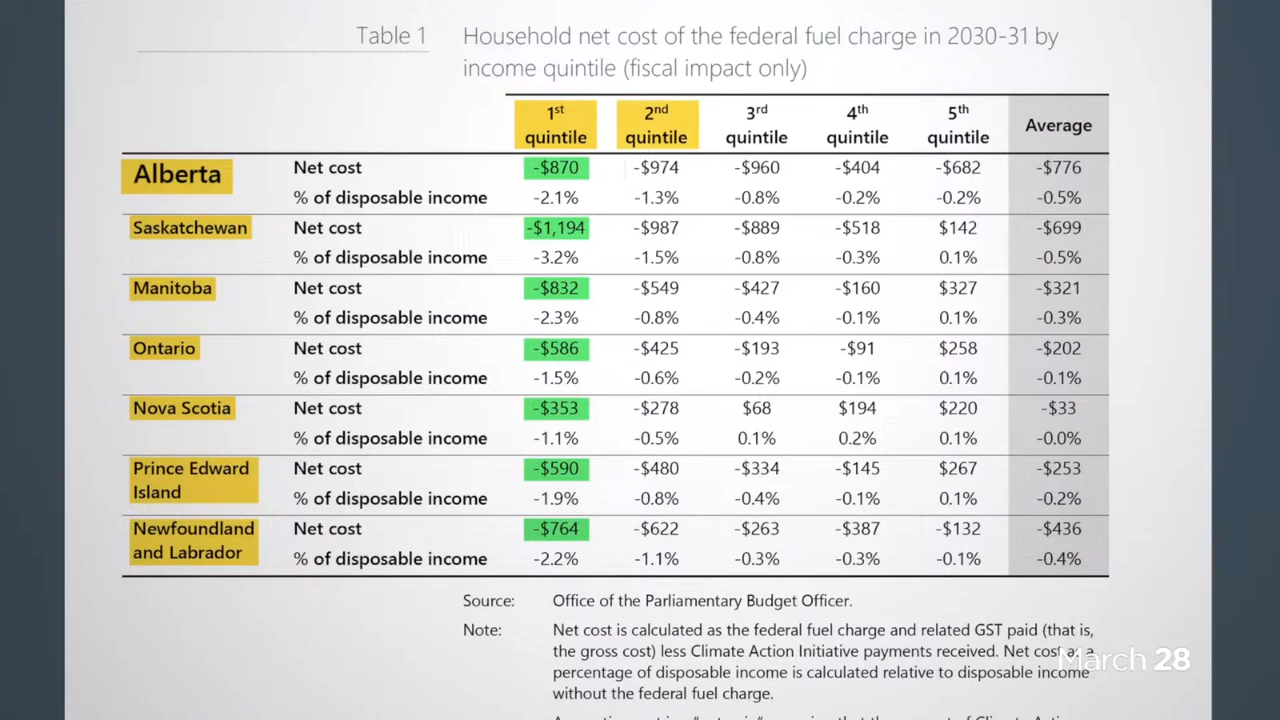 Table 1 Household net cost of the federal fuel charge in 2030-31 by
income quintile (fiscal impact only)
1st quintile 2nd quintile 3rd quintile 4th quintile 5th quintile Average
Alberta Net cost -$870 -$974 -$960 -$404 -$682 -$776
% of disposable income -2.1% -1.3% -0.8% -0.2% -0.2% -0.5%
Saskatchewan Net cost -$1,194 -$987 -$889 -$518 $142 -$699
% of disposable income -3.2% -1.5% -0.8% -0.3% 0.1% -0.5%
Manitoba Net cost -$832 -$549 -$427 -$160 $327 -$321
% of disposable income -2.3% -0.8% -0.4% -0.1% 0.1% -0.3%
Ontario Net cost -$586 -$425 -$193 -$91 $258 -$202
% of disposable income -1.5% -0.6% -0.2% -0.1% 0.1% -0.1%
Nova Scotia Net cost -$353 -$278 $68 $194 $220 -$33
% of disposable income -1.1% -0.5% 0.1% 0.2% 0.1% -0.0%
Prince Edward Net cost -$590 -$480 -$334 -$145 $267 -$253
Island % of disposable income -1.9% -0.8% -0.4% -0.1% 0.1% -0.2%
Newfoundland Net cost -$764 -$622 -$263 -$387 -$132 -$436
and Labrador % of disposable income -2.2% -1.1% -0.3% -0.3% -0.1% -0.4%
Source: Office of the Parliamentary Budget Officer.
Note: Net cost is calculated as the federal fuel charge and related GST paid (that is,
the gross cost) less Climate Action Initiative payments received. Net cost as a
percentage of disposable income is calculated relative to disposable income
without the federal fuel charge.
March 28